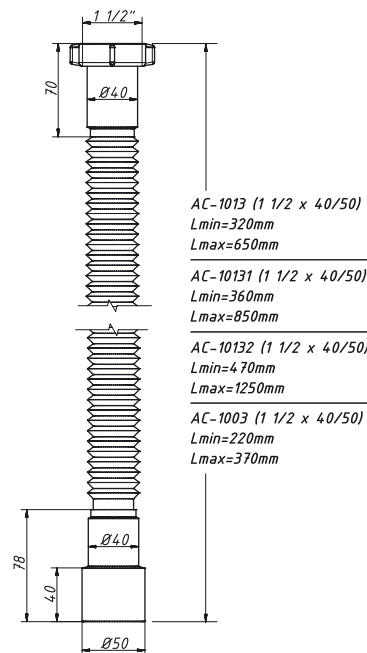 1 1/2"
70
Ø40
AC-1013 (1 1/2 x 40/50)
Lmin=320mm
Lmax=650mm
AC-10131 (1 1/2 x 40/50)
Lmin=360mm
Lmax=850mm
AC-10132 (1 1/2 x 40/50)
Lmin=470mm
Lmax=1250mm
AC-1003 (1 1/2 x 40/50)
Lmin=220mm
Lmax=370mm
78
Ø40
40
Ø50